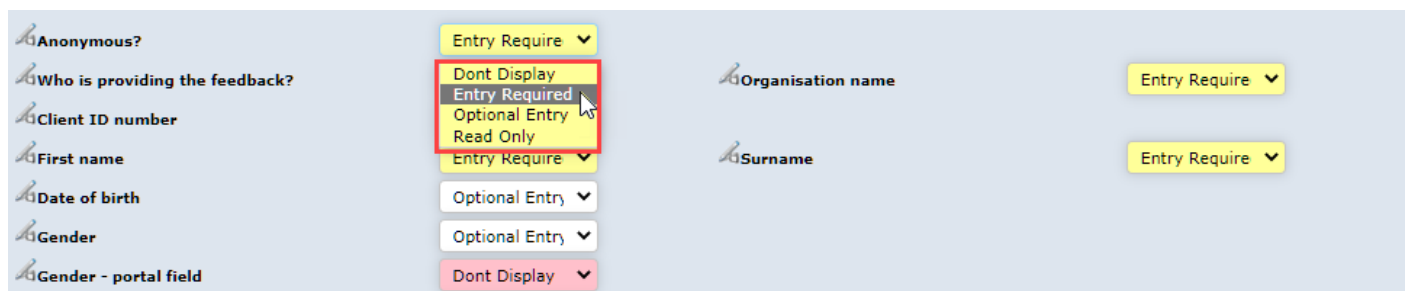 Anonymous? Entry Require
Who is providing the feedback? Dont Display Organisation name Entry Require
Entry Required
Client ID number Optional Entry
Read Only
First name Entry Require Surname Entry Require
Date of birth Optional Entry
Gender Optional Entry
Gender - portal field Dont Display